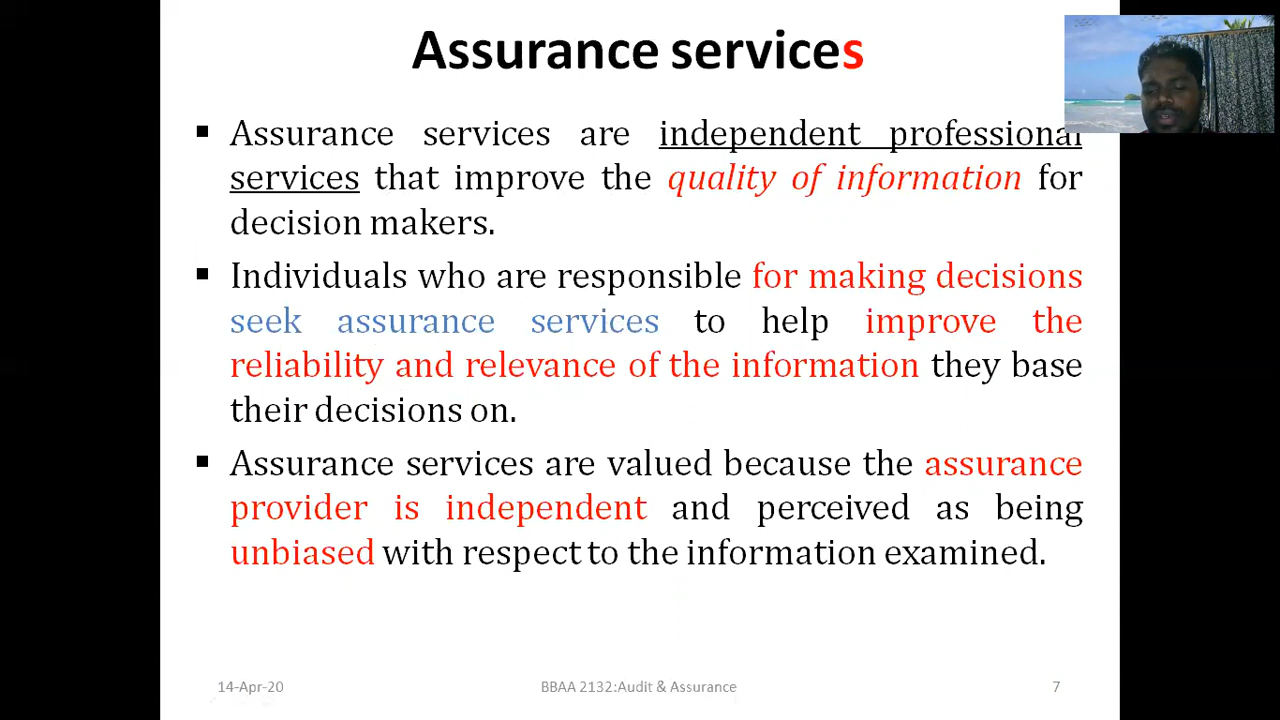 Assurance services
▪ Assurance services are independent professional
services that improve the quality of information for
decision makers.
▪ Individuals who are responsible for making decisions
seek assurance services to help improve the
reliability and relevance of the information they base
their decisions on.
▪ Assurance services are valued because the assurance
provider is independent and perceived as being
unbiased with respect to the information examined.
14-Apr-20 BBAA 2132:Audit & Assurance 7